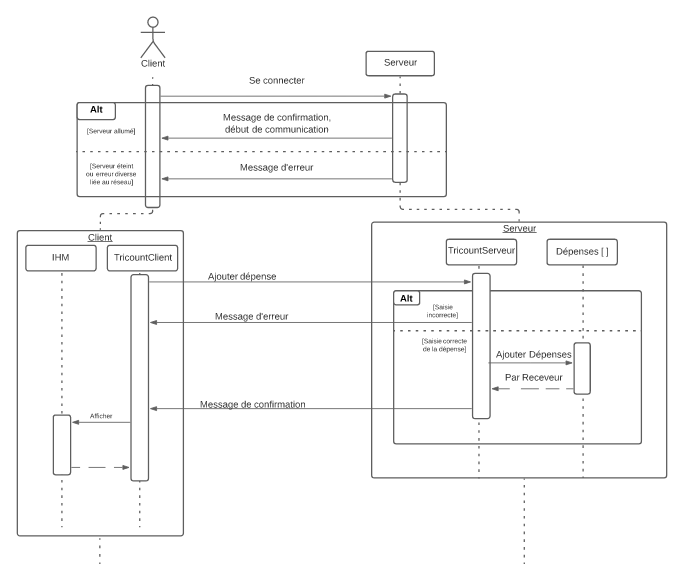 Client
Serveur
Se connecter
Alt
[Serveur allumé]
Message de confirmation,
début de communication
[Serveur éteint
ou erreur diverse
liée au réseau]
Message d'erreur
Client
IHM
TricountClient
Serveur
TricountServeur
Dépenses [ ]
Ajouter dépense
Alt
[Saisie
incorrecte]
Message d'erreur
[Saisie correcte
de la dépense]
Ajouter Dépenses
Par Receveur
Message de confirmation
Afficher